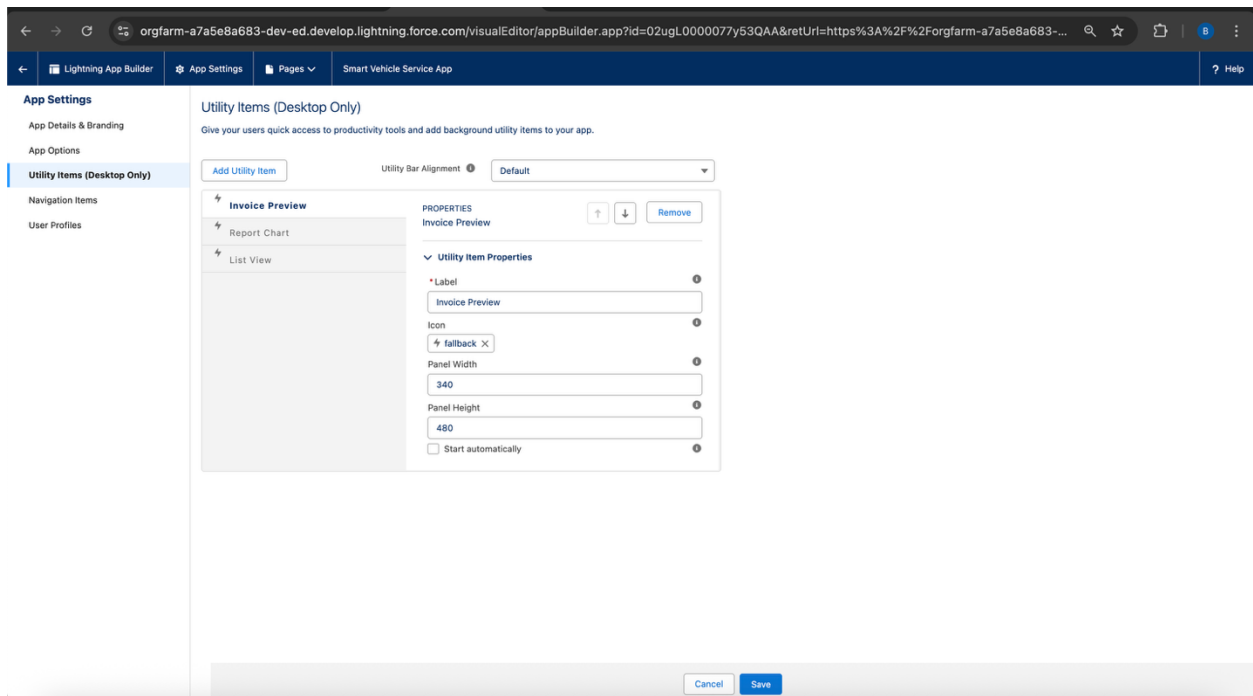 orgfarm-a7a5e8a683-dev-ed.develop.lightning.force.com/visualEditor/appBuilder.app?id=02ugL0000077y53QAA&retUrl=https%3A%2F%2Forgfarm-a7a5e8a683-... B
Lightning App Builder App Settings Pages Smart Vehicle Service App ? Help
App Settings
App Details & Branding
App Options
Utility Items (Desktop Only)
Navigation Items
User Profiles
Utility Items (Desktop Only)
Give your users quick access to productivity tools and add background utility items to your app.
Add Utility Item Utility Bar Alignment Default
Invoice Preview
Report Chart
List View
PROPERTIES
Invoice Preview
Remove
Utility Item Properties
*Label
Invoice Preview
Icon
fallback
Panel Width
340
Panel Height
480
Start automatically
Cancel Save